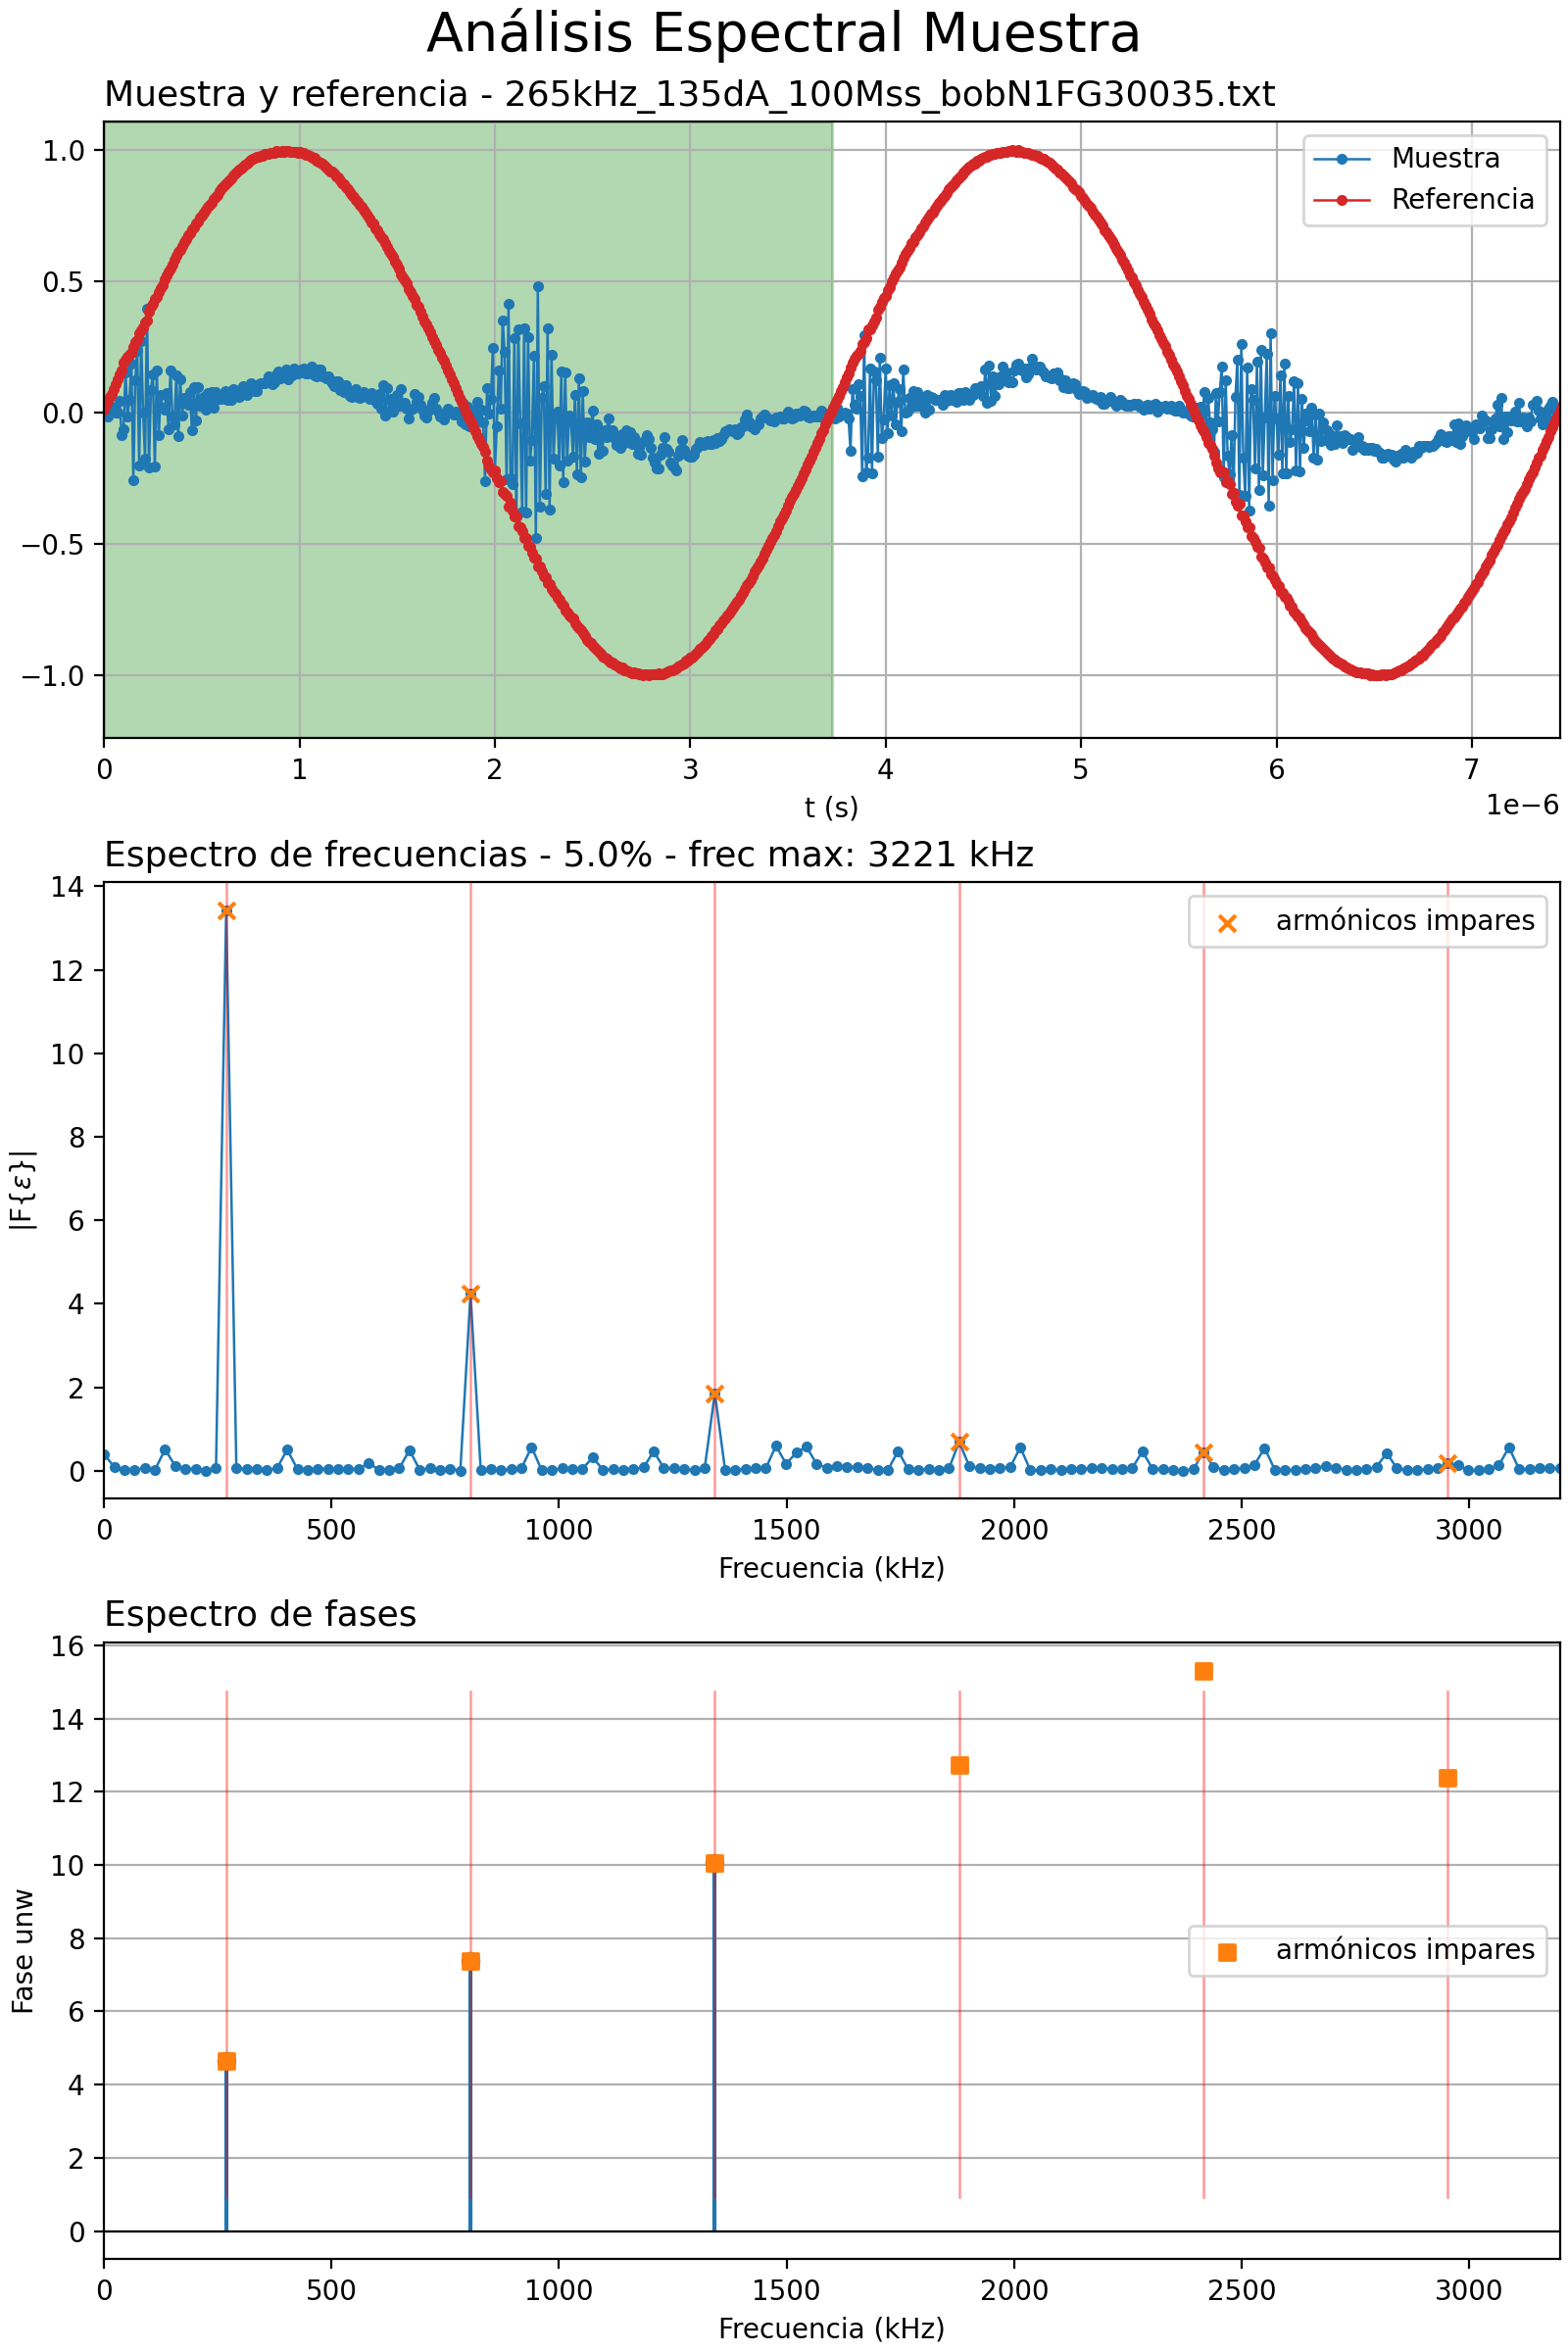 Análisis Espectral Muestra
Muestra y referencia - 265kHz_135dA_100Mss_bobN1FG30035.txt
1.0
0.5
0.0
−0.5
−1.0
Muestra
Referencia
0 1 2 3 4 5 6 7
1e−6
t (s)
Espectro de frecuencias - 5.0% - frec max: 3221 kHz
14
12
10
8
6
4
2
0
|F{ε}|
armónicos impares
0 500 1000 1500 2000 2500 3000
Frecuencia (kHz)
Espectro de fases
16
14
12
10
8
6
4
2
0
Fase unw
armónicos impares
0 500 1000 1500 2000 2500 3000
Frecuencia (kHz)